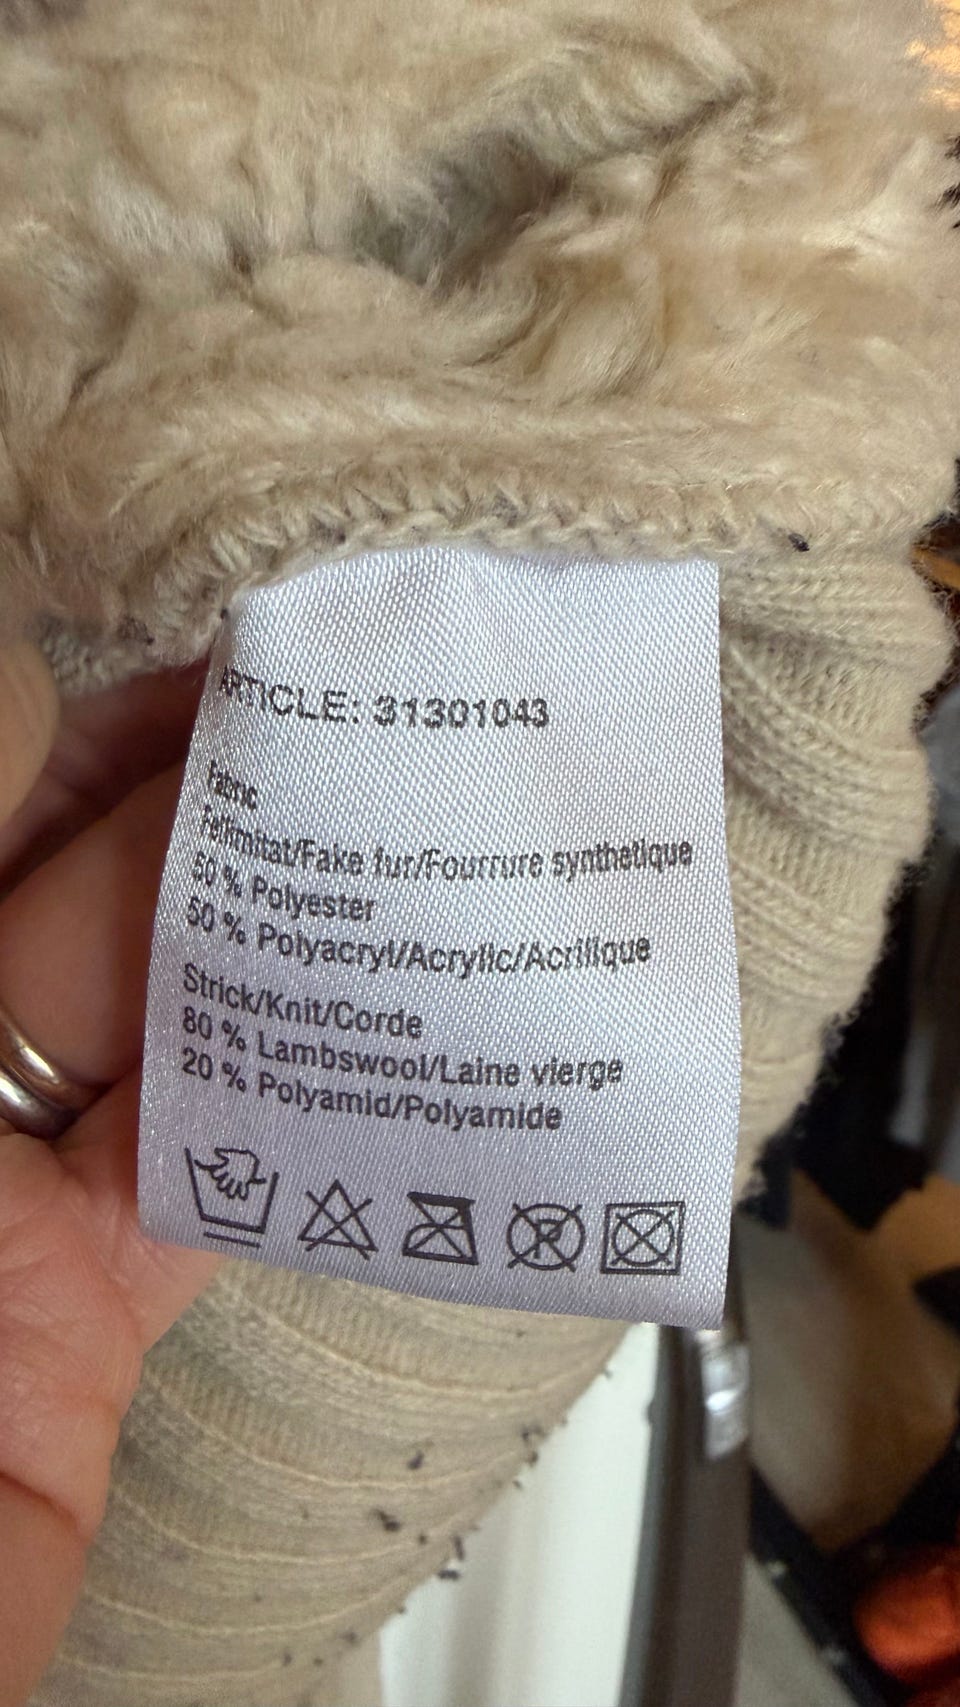 ARTICLE: 31301043
Fabric
Fellimitat/Fake fur/Fourrure synthetique
50 % Polyester
50 % Polyacryl/Acrylic/Acrilique
Strick/Knit/Corde
80 % Lambswool/Laine vierge
20 % Polyamid/Polyamide
P